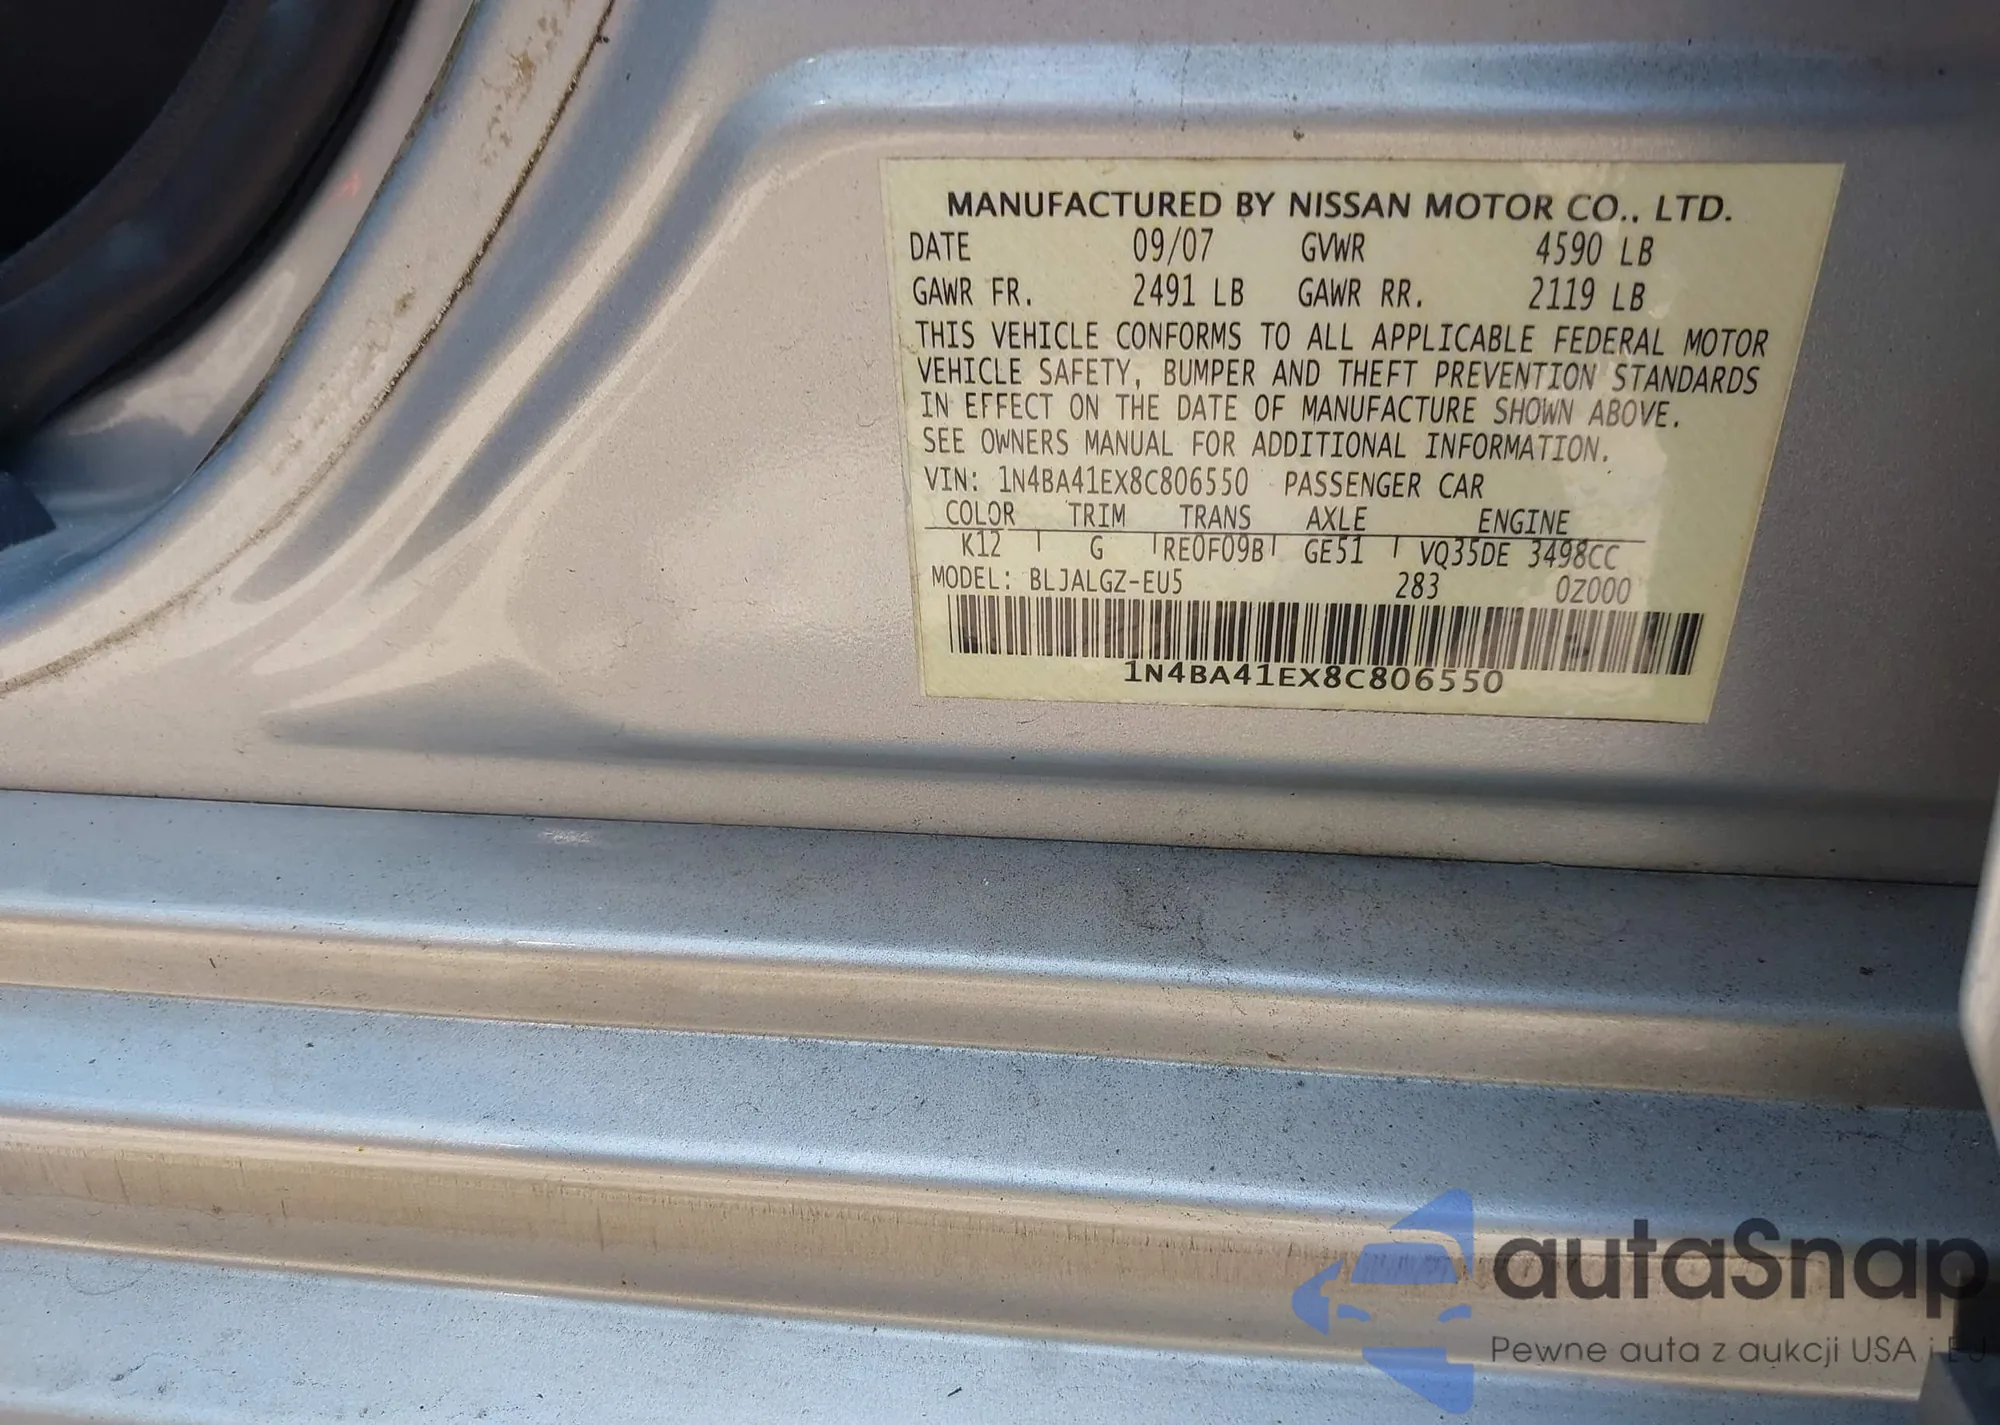 MANUFACTURED BY NISSAN MOTOR CO., LTD.
DATE 09/07 GVWR 4590 LB
GAWR FR. 2491 LB GAWR RR. 2119 LB
THIS VEHICLE CONFORMS TO ALL APPLICABLE FEDERAL MOTOR
VEHICLE SAFETY, BUMPER AND THEFT PREVENTION STANDARDS
IN EFFECT ON THE DATE OF MANUFACTURE SHOWN ABOVE.
SEE OWNERS MANUAL FOR ADDITIONAL INFORMATION.
VIN: 1N4BA41EX8C806550 PASSENGER CAR
COLOR TRIM TRANS AXLE ENGINE
K12 G RE0F09B GE51 VQ35DE 3498CC
MODEL: BLJALGZ-EU5 283 0Z000
1N4BA41EX8C806550
autaSnap
Pewne auta z aukcji USA i EU